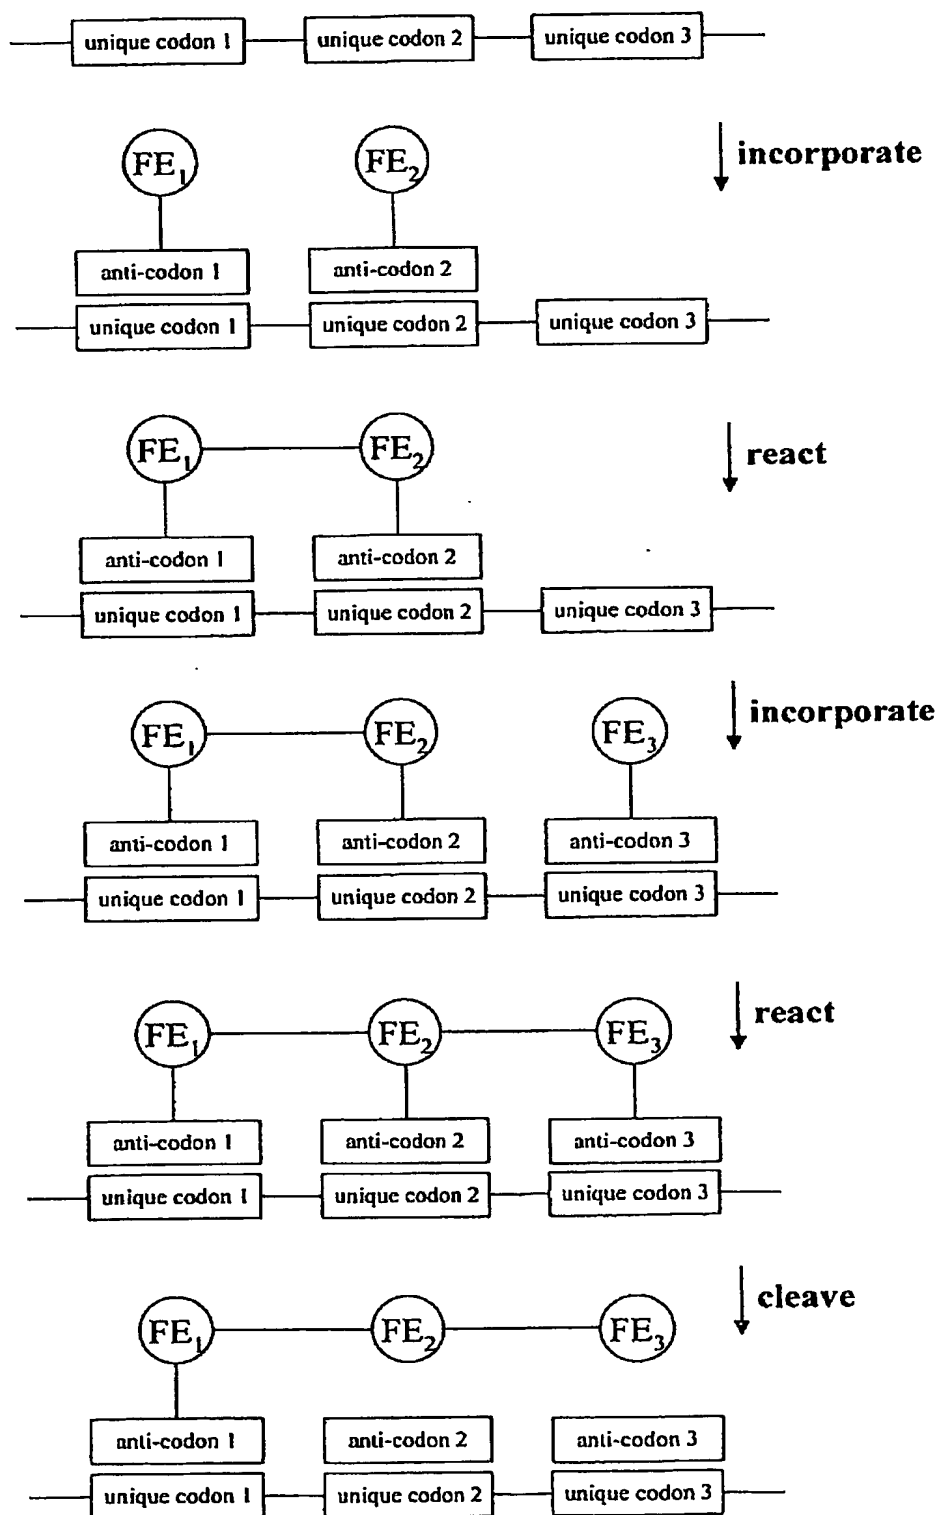 unique codon 1 unique codon 2 unique codon 3
incorporate
FE1 FE2
anti-codon 1 anti-codon 2
unique codon 1 unique codon 2 unique codon 3
react
FE1 FE2
anti-codon 1 anti-codon 2
unique codon 1 unique codon 2 unique codon 3
incorporate
FE1 FE2 FE3
anti-codon 1 anti-codon 2 anti-codon 3
unique codon 1 unique codon 2 unique codon 3
react
FE1 FE2 FE3
anti-codon 1 anti-codon 2 anti-codon 3
unique codon 1 unique codon 2 unique codon 3
cleave
FE1 FE2 FE3
anti-codon 1 anti-codon 2 anti-codon 3
unique codon 1 unique codon 2 unique codon 3